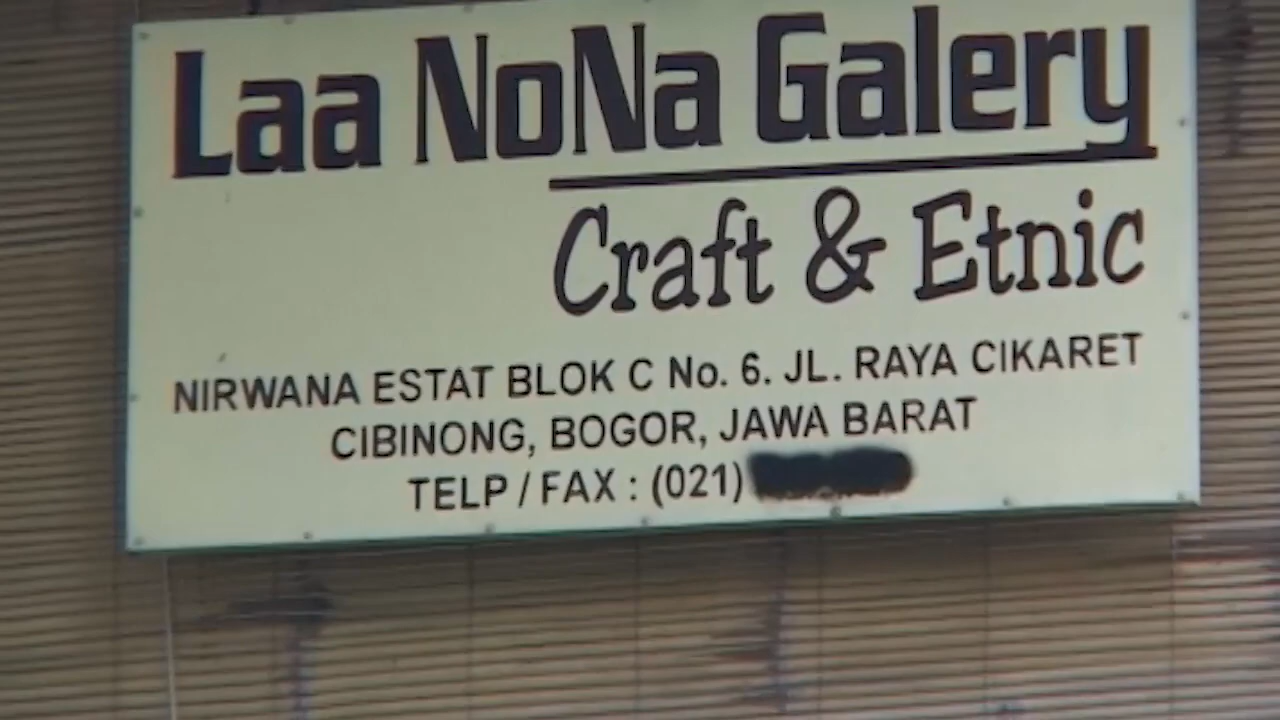 Laa NoNa Galery
Craft & Etnic
NIRWANA ESTAT BLOK C No. 6. JL. RAYA CIKARET
CIBINONG, BOGOR, JAWA BARAT
TELP / FAX : (021)